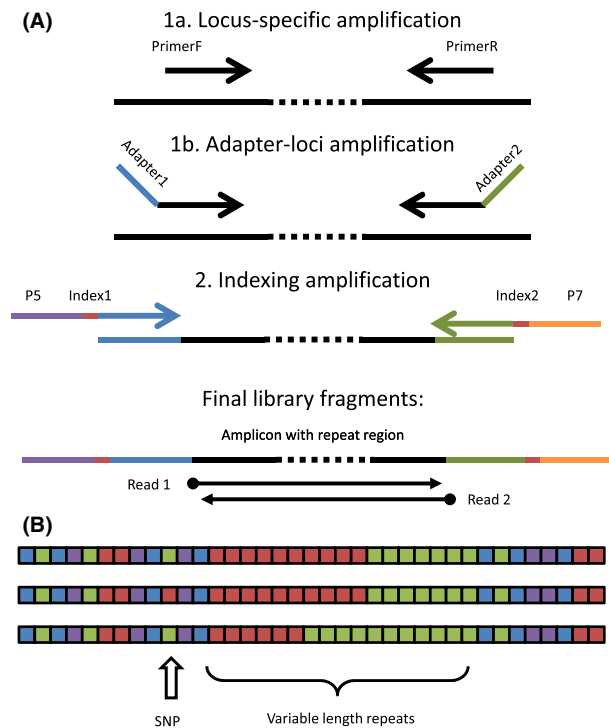 (A)
1a. Locus-specific amplification
PrimerF
PrimerR
1b. Adapter-loci amplification
Adapter1
Adapter2
2. Indexing amplification
P5
Index1
Index2
P7
Final library fragments:
Amplicon with repeat region
Read 1
Read 2
(B)
SNP
Variable length repeats